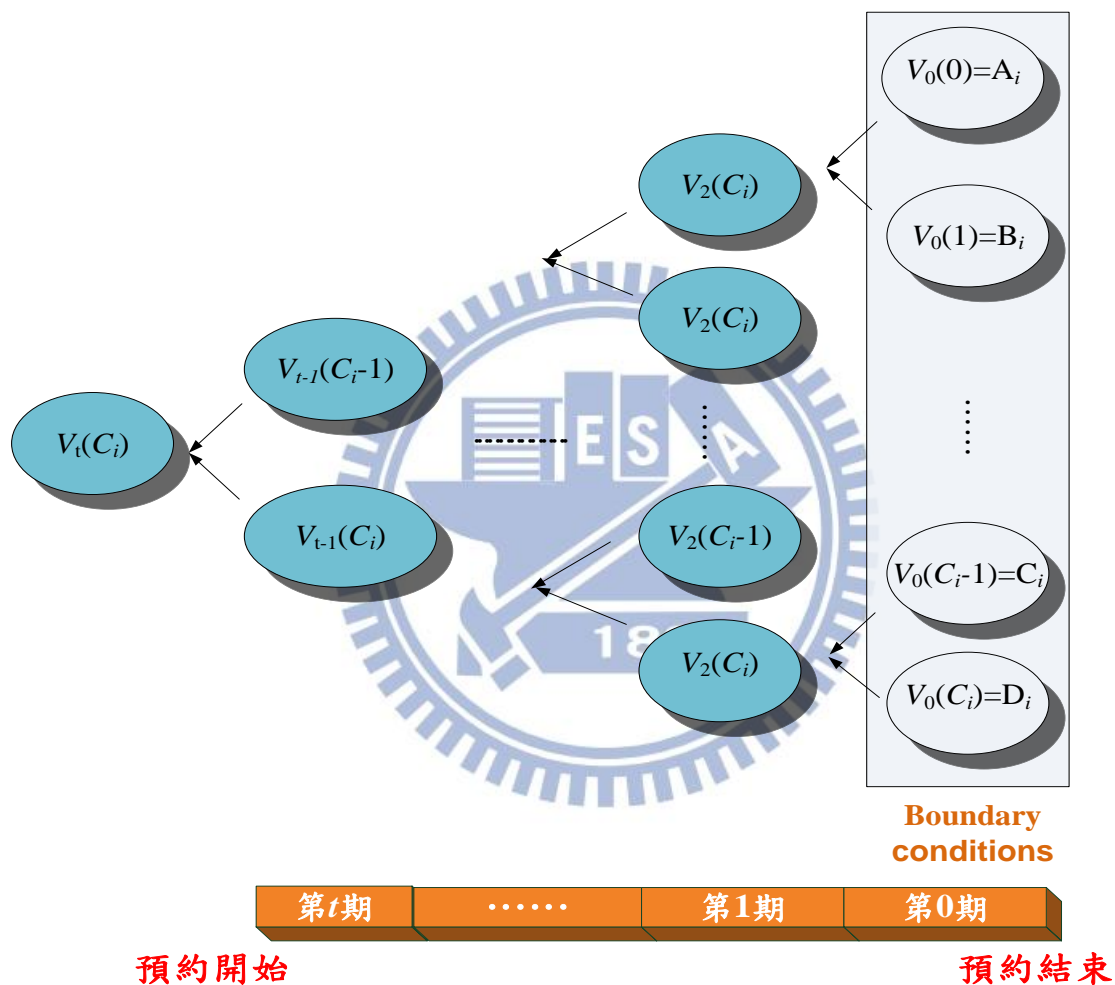 V₀(0)=Aᵢ
V₂(Cᵢ)
V₀(1)=Bᵢ
V₂(Cᵢ)
Vₜ₋₁(Cᵢ-1)
Vₜ(Cᵢ)
......
ESA
......
......
Vₜ₋₁(Cᵢ)
V₂(Cᵢ-1)
V₀(Cᵢ-1)=Cᵢ
V₂(Cᵢ)
V₀(Cᵢ)=Dᵢ
Boundary
conditions
第t期 ...... 第1期 第0期
預約開始 預約結束